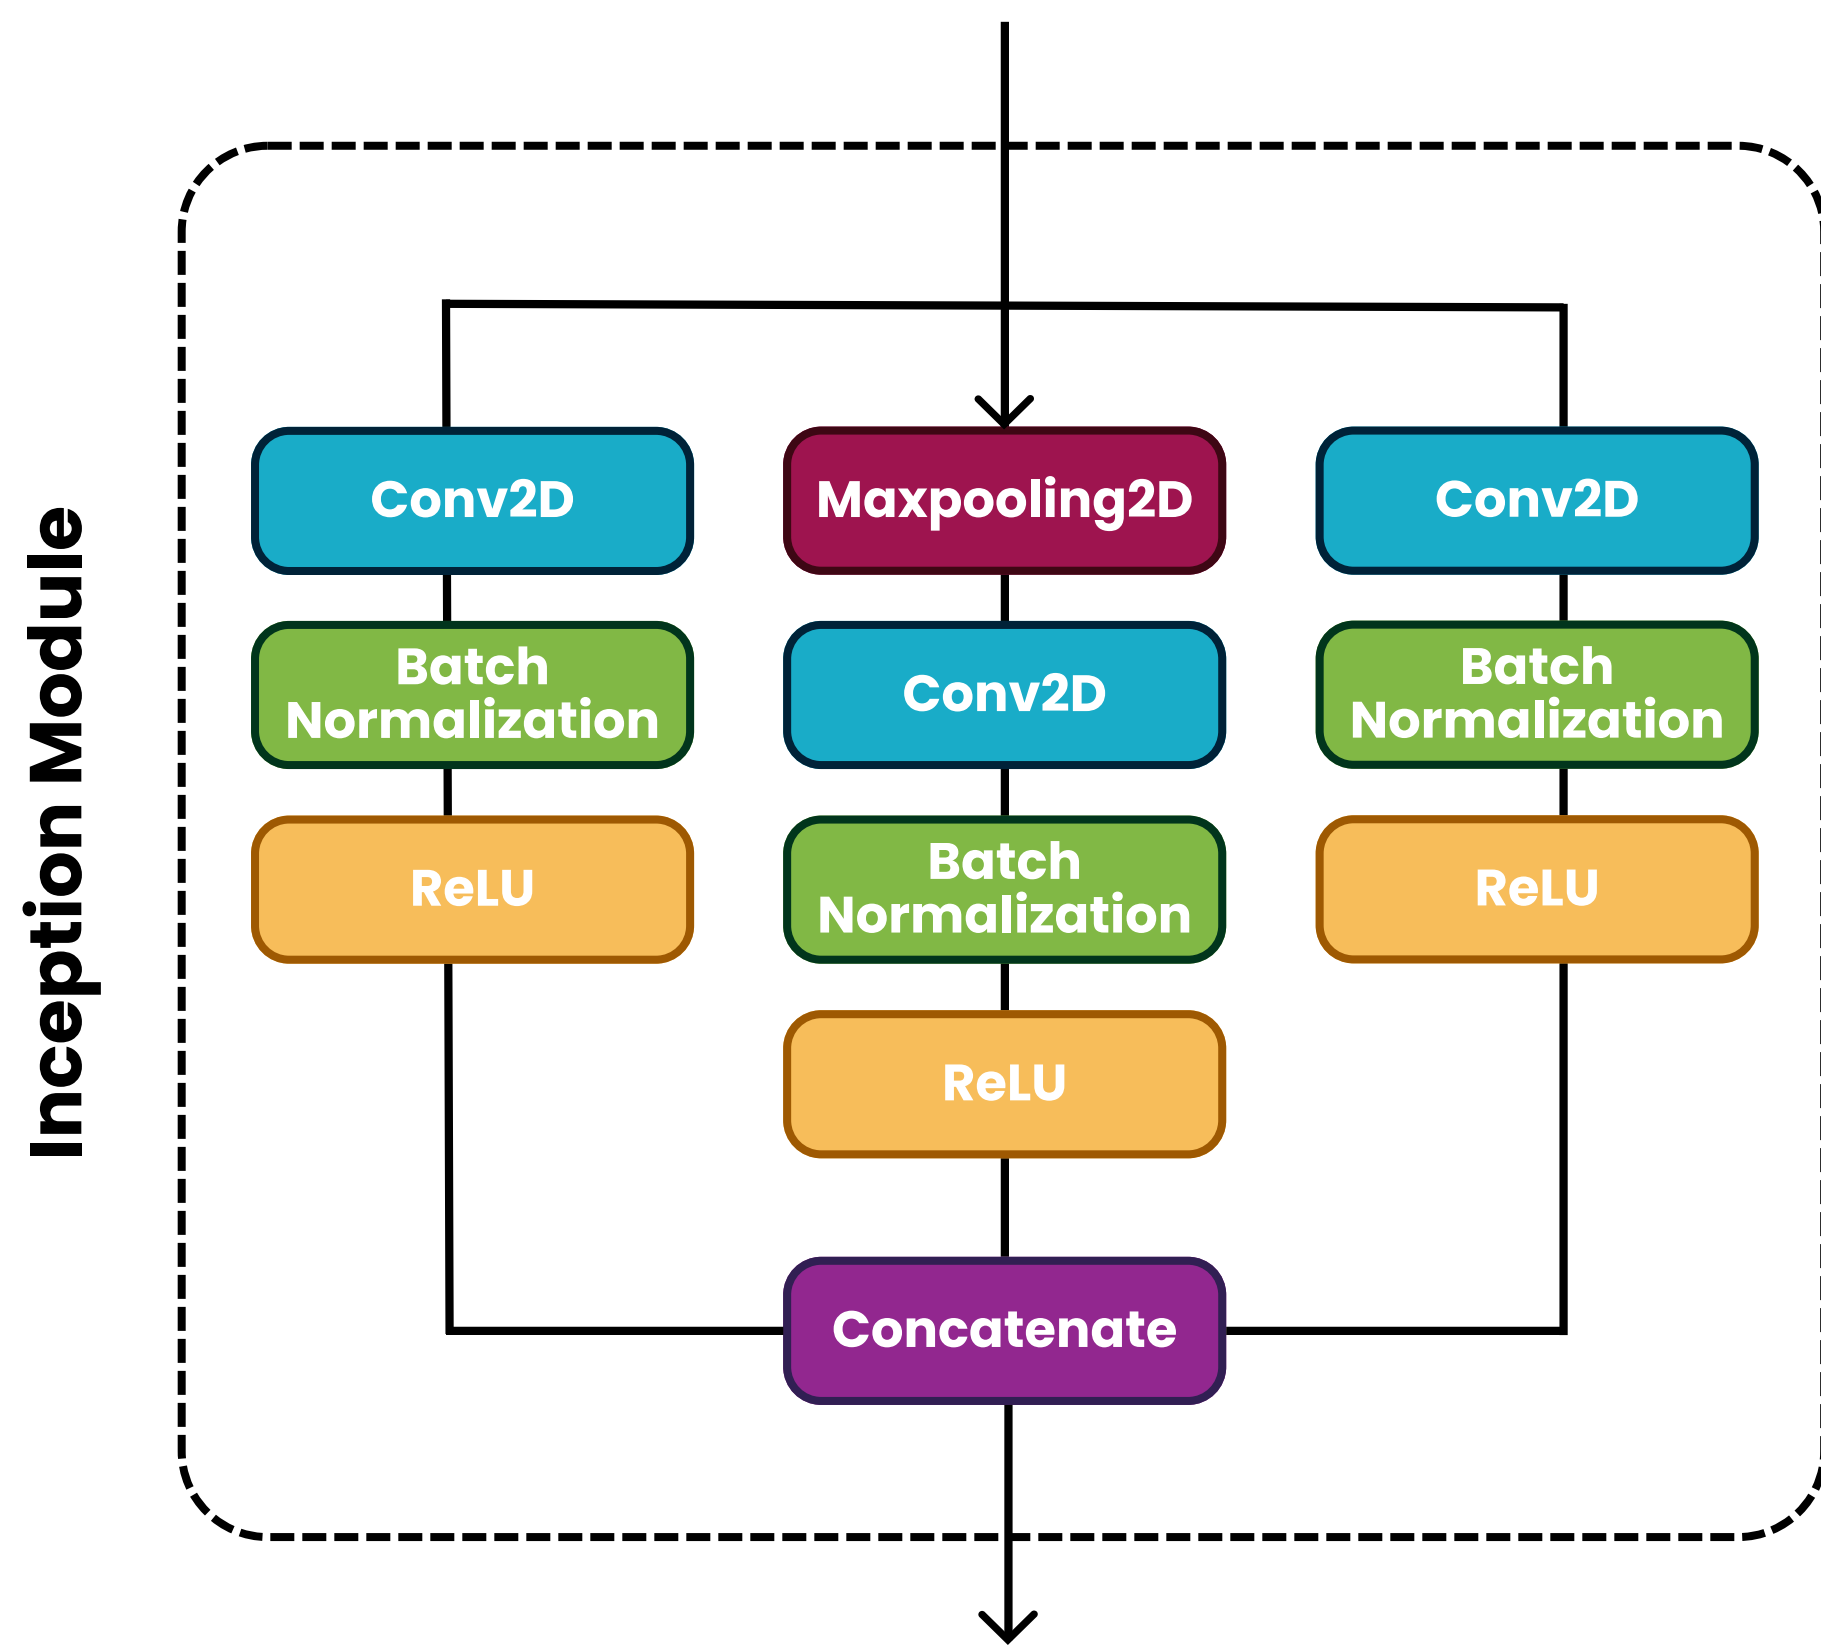 Inception Module
Conv2D
Maxpooling2D
Conv2D
Batch
Normalization
Conv2D
Batch
Normalization
ReLU
Batch
Normalization
ReLU
ReLU
Concatenate